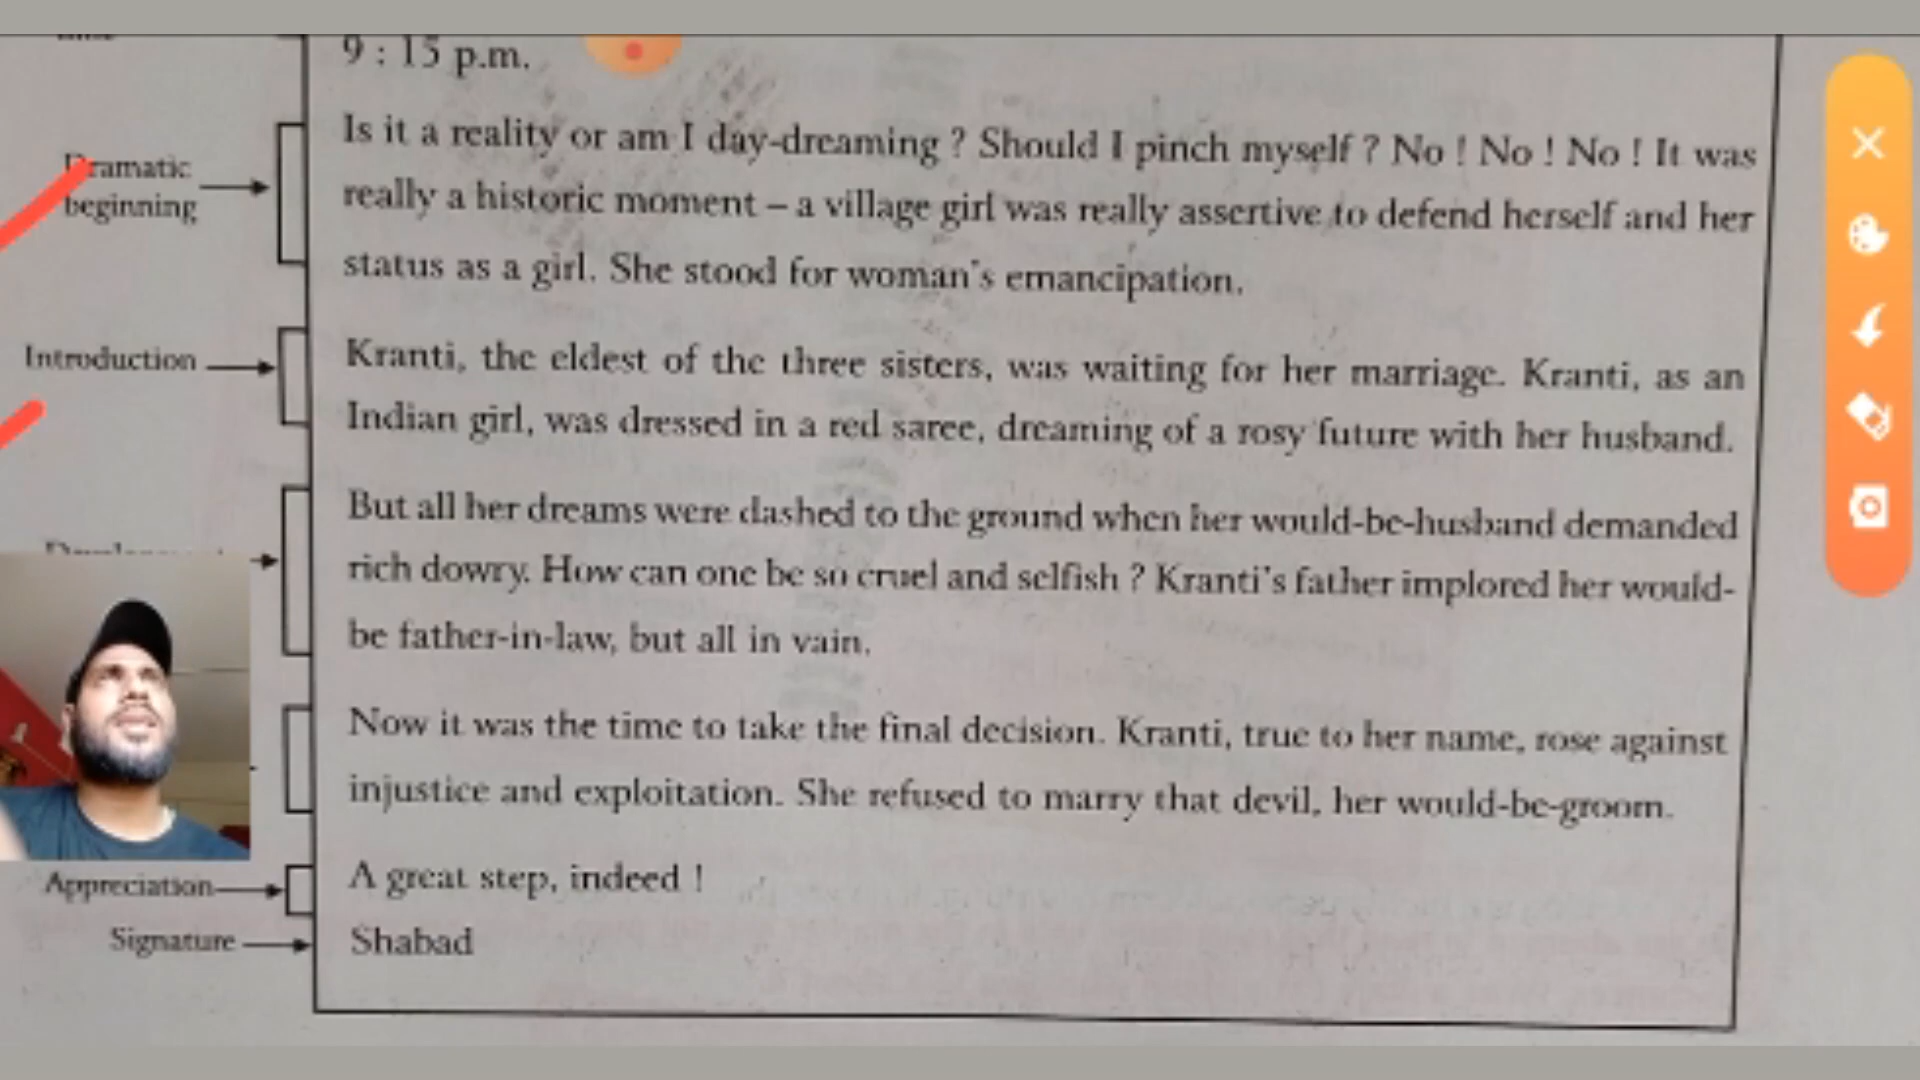 9 : 15 p.m.
Dramatic
beginning
Is it a reality or am I day-dreaming ? Should I pinch myself ? No ! No ! No ! It was
really a historic moment – a village girl was really assertive to defend herself and her
status as a girl. She stood for woman's emancipation.
Introduction
Kranti, the eldest of the three sisters, was waiting for her marriage. Kranti, as an
Indian girl, was dressed in a red saree, dreaming of a rosy future with her husband.
But all her dreams were dashed to the ground when her would-be-husband demanded
rich dowry. How can one be so cruel and selfish ? Kranti's father implored her would-
be father-in-law, but all in vain.
Now it was the time to take the final decision. Kranti, true to her name, rose against
injustice and exploitation. She refused to marry that devil, her would-be-groom.
Appreciation
A great step, indeed !
Signature
Shabad